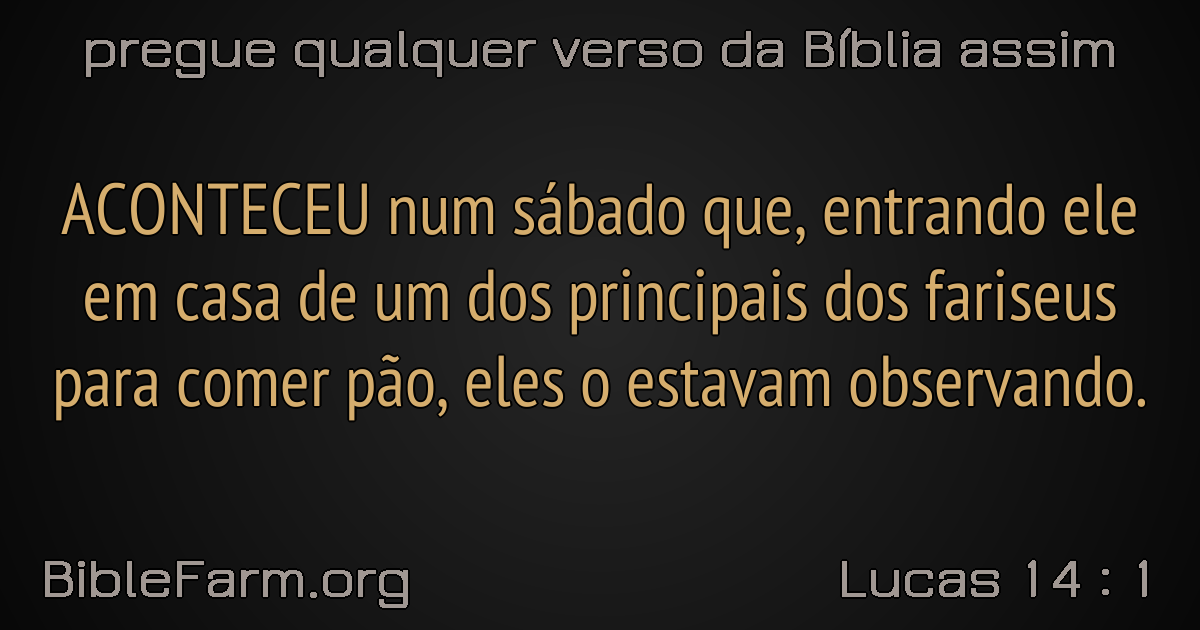 pregue qualquer verso da Bíblia assim
ACONTECEU num sábado que, entrando ele
em casa de um dos principais dos fariseus
para comer pão, eles o estavam observando.
BibleFarm.org
Lucas 14 : 1